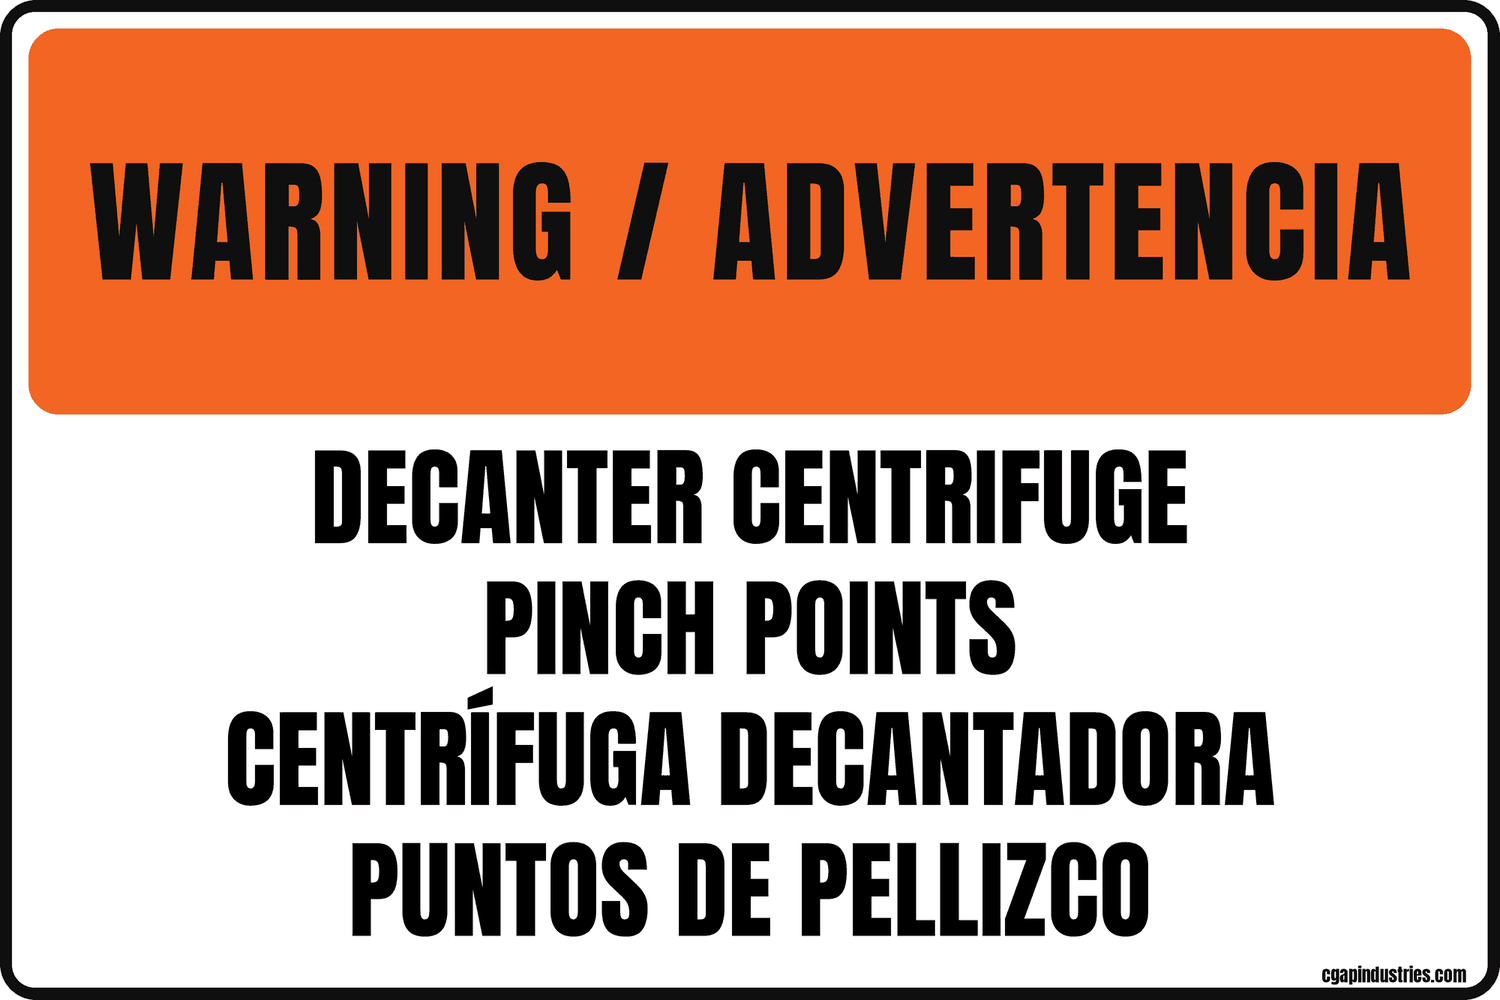 WARNING / ADVERTENCIA
DECANTER CENTRIFUGE
PINCH POINTS
CENTRÍFUGA DECANTADORA
PUNTOS DE PELLIZCO
cgapindustries.com